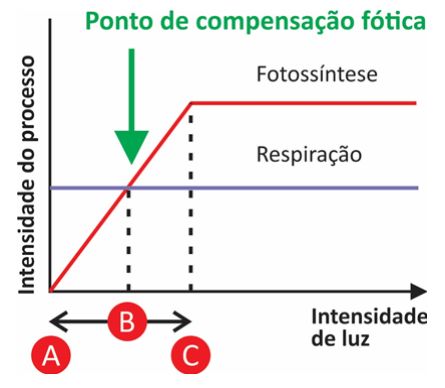 Ponto de compensação fótica
Fotossíntese
Respiração
Intensidade do processo
Intensidade
de luz
A
B
C